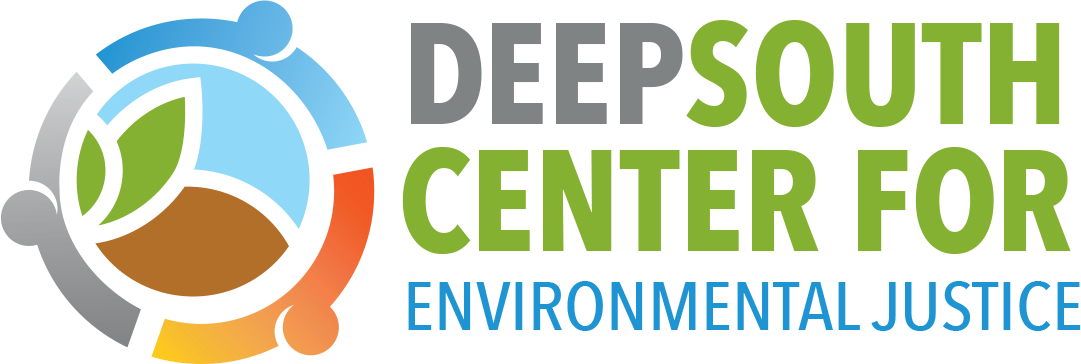 DEEPSOUTH
CENTER FOR
ENVIRONMENTAL JUSTICE